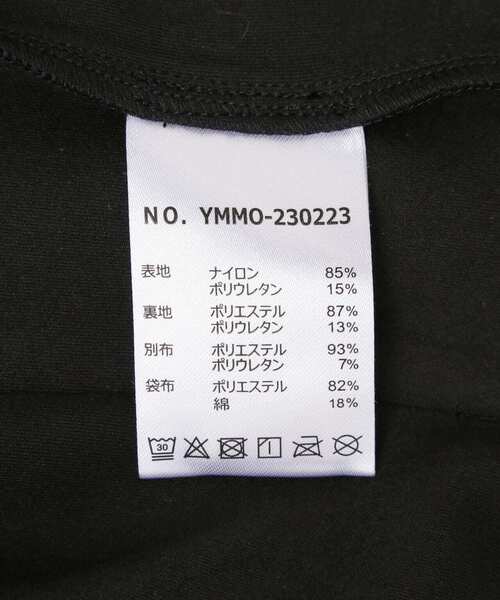 NO. YMMO-230223
表地 ナイロン 85%
ポリウレタン 15%
裏地 ポリエステル 87%
ポリウレタン 13%
別布 ポリエステル 93%
ポリウレタン 7%
袋布 ポリエステル 82%
綿 18%
30